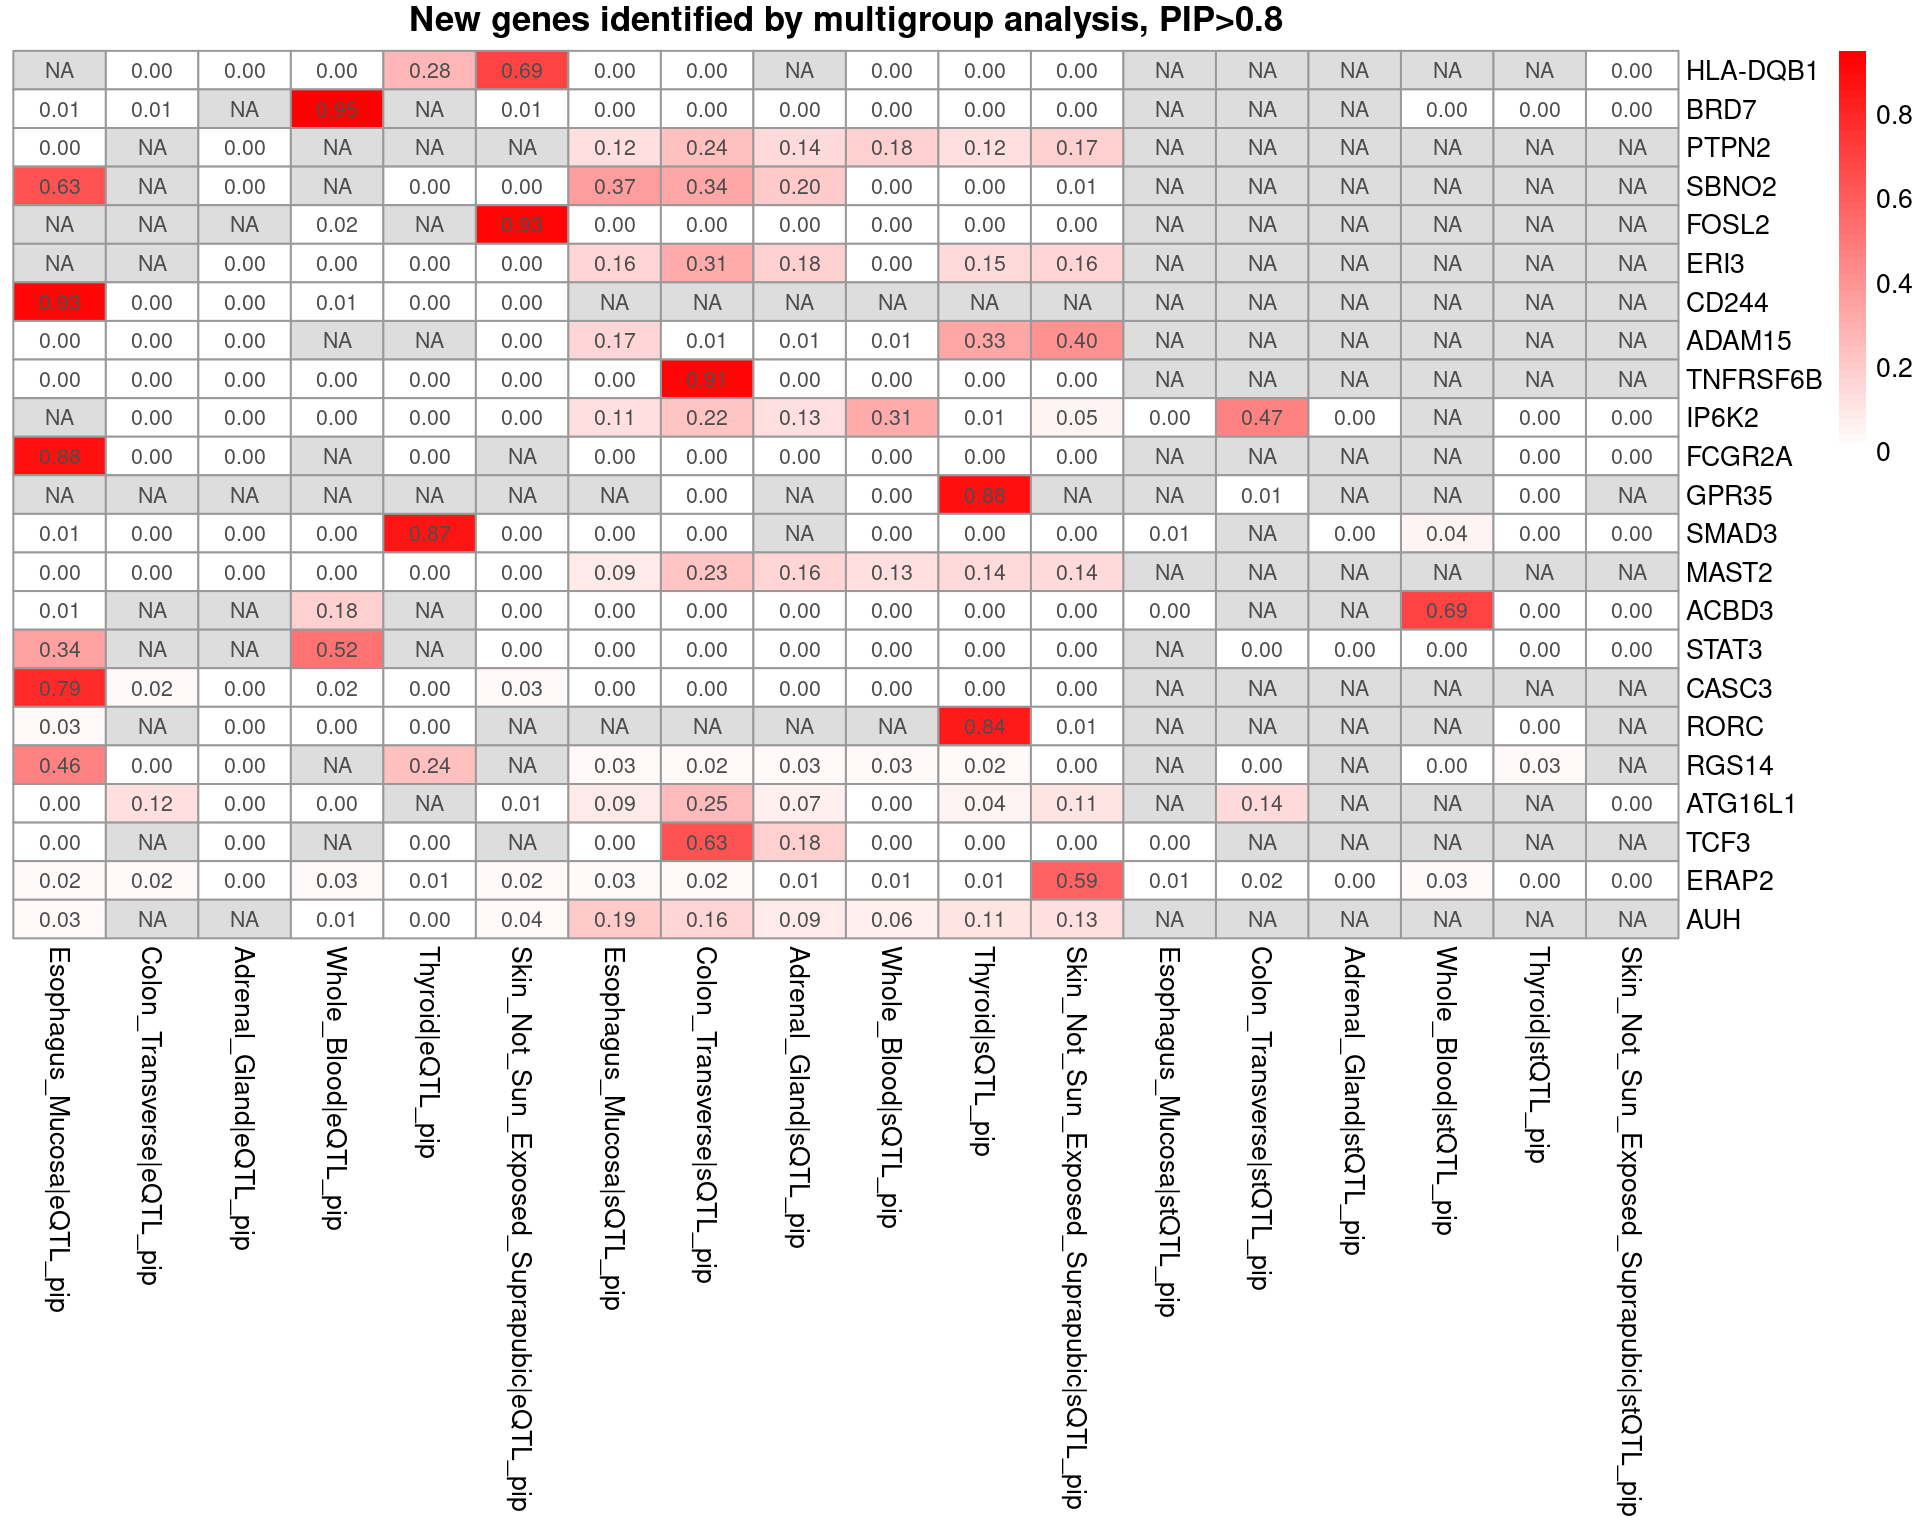 New genes identified by multigroup analysis, PIP>0.8
NA 0.00 0.00 0.00 0.28 0.69 0.00 0.00 NA 0.00 0.00 0.00 NA NA NA NA NA 0.00 HLA-DQB1
0.01 0.01 NA 0.95 NA 0.01 0.00 0.00 0.00 0.00 0.00 0.00 NA NA NA 0.00 0.00 0.00 BRD7
0.00 NA 0.00 NA NA NA 0.12 0.24 0.14 0.18 0.12 0.17 NA NA NA NA NA NA PTPN2
0.63 NA 0.00 NA 0.00 0.00 0.37 0.34 0.20 0.00 0.00 0.01 NA NA NA NA NA NA SBNO2
NA NA NA 0.02 NA 0.93 0.00 0.00 0.00 0.00 0.00 0.00 NA NA NA NA NA NA FOSL2
NA NA 0.00 0.00 0.00 0.00 0.16 0.31 0.18 0.00 0.15 0.16 NA NA NA NA NA NA ERI3
0.93 0.00 0.00 0.01 0.00 0.00 NA NA NA NA NA NA NA NA NA NA NA NA CD244
0.00 0.00 0.00 NA NA 0.00 0.17 0.01 0.01 0.01 0.33 0.40 NA NA NA NA NA NA ADAM15
0.00 0.00 0.00 0.00 0.00 0.00 0.00 0.91 0.00 0.00 0.00 0.00 NA NA NA NA NA NA TNFRSF6B
NA 0.00 0.00 0.00 0.00 0.00 0.11 0.22 0.13 0.31 0.01 0.05 0.00 0.47 0.00 NA 0.00 0.00 IP6K2
0.88 0.00 0.00 NA 0.00 NA 0.00 0.00 0.00 0.00 0.00 0.00 NA NA NA NA 0.00 0.00 FCGR2A
NA NA NA NA NA NA NA 0.00 NA 0.00 0.88 NA NA 0.01 NA NA 0.00 NA GPR35
0.01 0.00 0.00 0.00 0.87 0.00 0.00 0.00 NA 0.00 0.00 0.00 0.01 NA 0.00 0.04 0.00 0.00 SMAD3
0.00 0.00 0.00 0.00 0.00 0.00 0.09 0.23 0.16 0.13 0.14 0.14 NA NA NA NA NA NA MAST2
0.01 NA NA 0.18 NA 0.00 0.00 0.00 0.00 0.00 0.00 0.00 0.00 NA NA 0.69 0.00 0.00 ACBD3
0.34 NA NA 0.52 NA 0.00 0.00 0.00 0.00 0.00 0.00 0.00 NA 0.00 0.00 0.00 0.00 0.00 STAT3
0.79 0.02 0.00 0.02 0.00 0.03 0.00 0.00 0.00 0.00 0.00 0.00 NA NA NA NA NA NA CASC3
0.03 NA 0.00 0.00 0.00 NA NA NA NA NA 0.84 0.01 NA NA NA NA 0.00 NA RORC
0.46 0.00 0.00 NA 0.24 NA 0.03 0.02 0.03 0.03 0.02 0.00 NA 0.00 NA 0.00 0.03 NA RGS14
0.00 0.12 0.00 0.00 NA 0.01 0.09 0.25 0.07 0.00 0.04 0.11 NA 0.14 NA NA NA 0.00 ATG16L1
0.00 NA 0.00 NA 0.00 NA 0.00 0.63 0.18 0.00 0.00 0.00 0.00 NA NA NA NA NA TCF3
0.02 0.02 0.00 0.03 0.01 0.02 0.03 0.02 0.01 0.01 0.01 0.59 0.01 0.02 0.00 0.03 0.00 0.00 ERAP2
0.03 NA NA 0.01 0.00 0.04 0.19 0.16 0.09 0.06 0.11 0.13 NA NA NA NA NA NA AUH
Esophagus_Mucosa|eQTL_pip
Colon_Transverse|eQTL_pip
Adrenal_Gland|eQTL_pip
Whole_Blood|eQTL_pip
Thyroid|eQTL_pip
Skin_Not_Sun_Exposed_Suprapubic|eQTL_pip
Esophagus_Mucosa|sQTL_pip
Colon_Transverse|sQTL_pip
Adrenal_Gland|sQTL_pip
Whole_Blood|sQTL_pip
Thyroid|sQTL_pip
Skin_Not_Sun_Exposed_Suprapubic|sQTL_pip
Esophagus_Mucosa|stQTL_pip
Colon_Transverse|stQTL_pip
Adrenal_Gland|stQTL_pip
Whole_Blood|stQTL_pip
Thyroid|stQTL_pip
Skin_Not_Sun_Exposed_Suprapubic|stQTL_pip
0.8
0.6
0.4
0.2
0